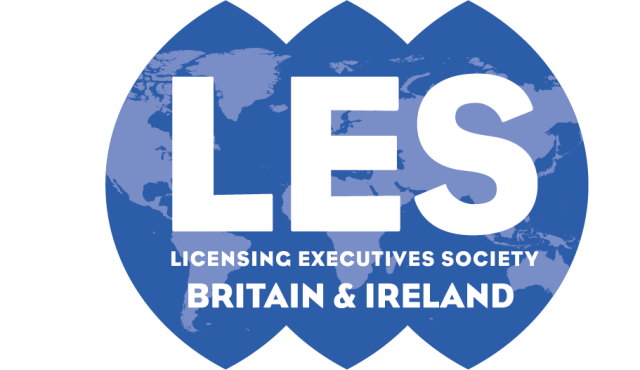 LES
LICENSING EXECUTIVES SOCIETY
BRITAIN & IRELAND